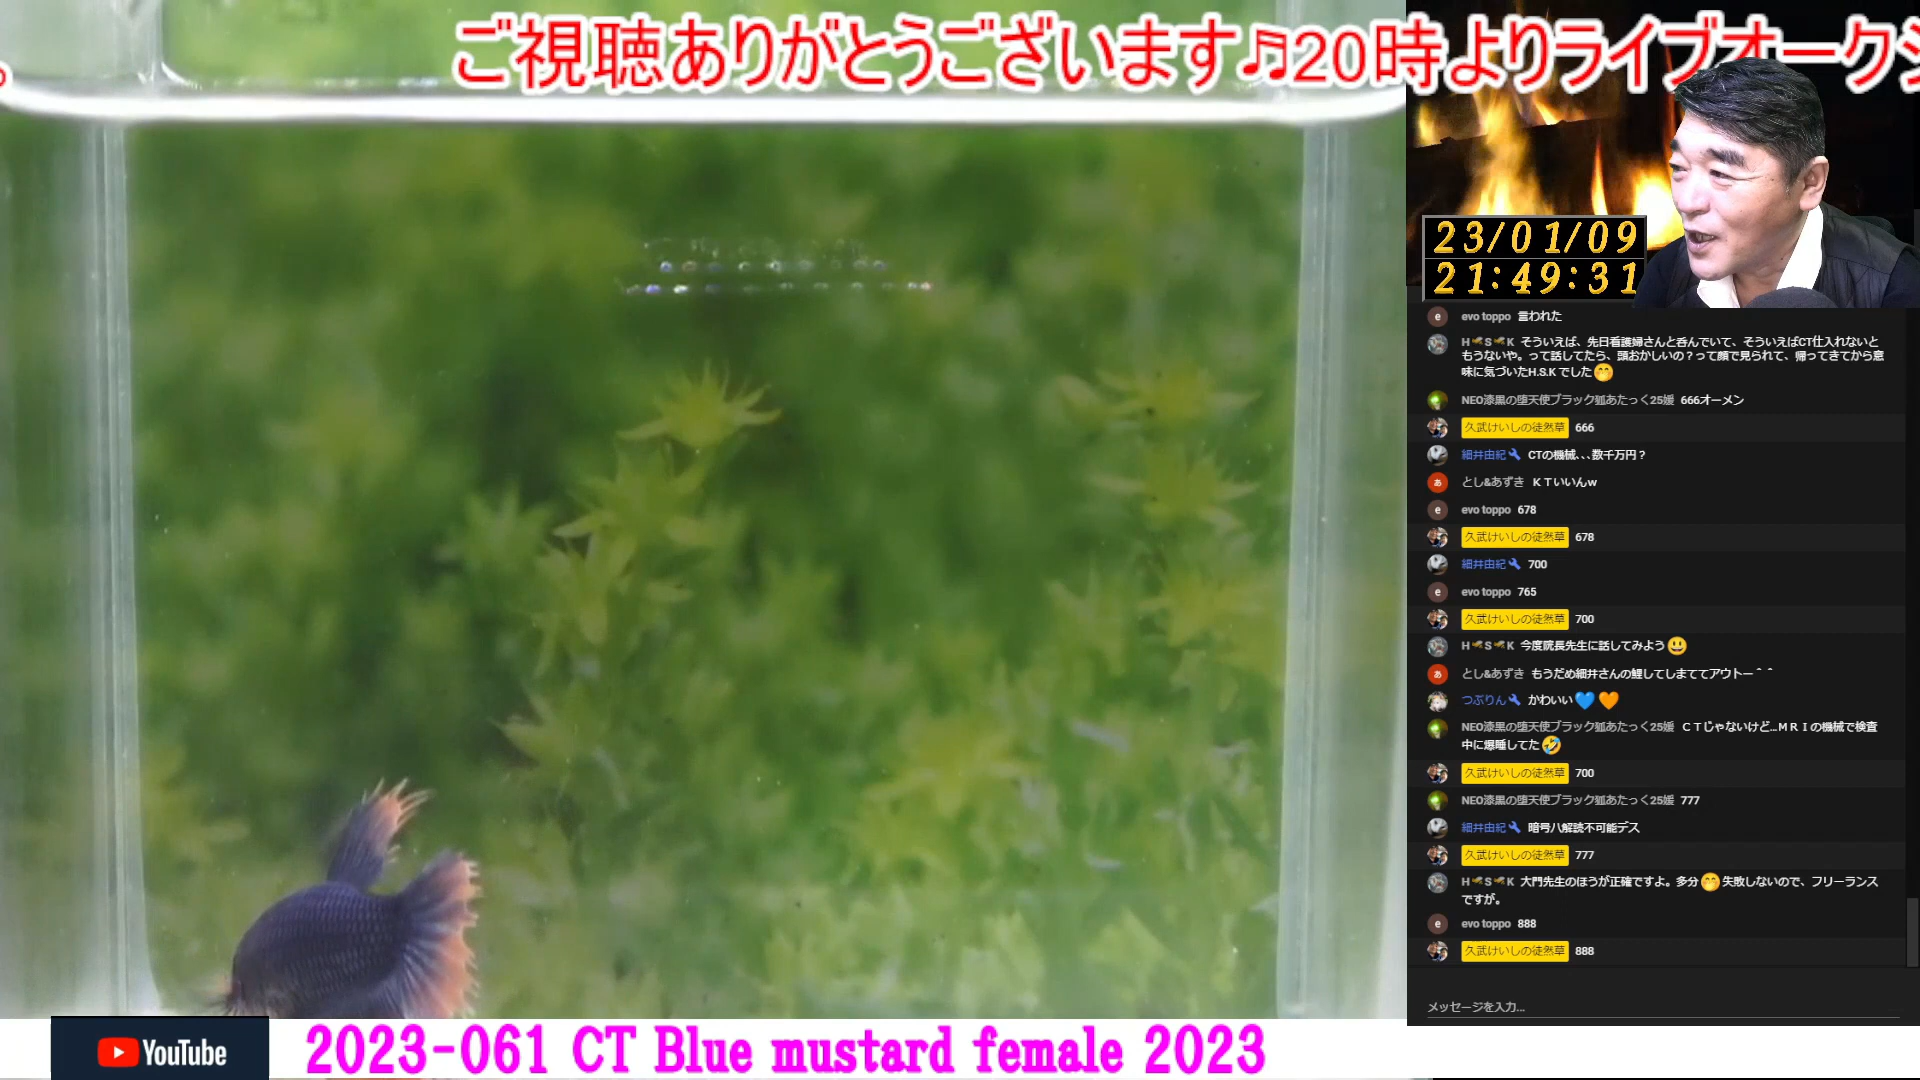 。 ご視聴ありがとうございます♫20時よりライブオークシ
23/01/09
21:49:31
evo toppo 言われた
H S K そういえば、先日看護婦さんと呑んでいて、そういえばCT仕入れないと
もうないや。って話してたら、頭おかしいの？って顔で見られて、帰ってきてから意
味に気づいたH.S.Kでした🤭
NEO漆黒の堕天使ブラック狐あたっく25媛 666オーメン
久武けいしの徒然草 666
細井由紀 CTの機械､､､数千万円？
あ とし&あずき ＫＴいいんw
evo toppo 678
久武けいしの徒然草 678
細井由紀 700
evo toppo 765
久武けいしの徒然草 700
H S K 今度院長先生に話してみよう😃
あ とし&あずき もうだめ細井さんの鯉してしまててアウトー＾＾
つぶりん かわいい💙🧡
NEO漆黒の堕天使ブラック狐あたっく25媛 ＣＴじゃないけど…ＭＲＩの機械で検査
中に爆睡してた🤣
久武けいしの徒然草 700
NEO漆黒の堕天使ブラック狐あたっく25媛 777
細井由紀 暗号ハ解読不可能デス
久武けいしの徒然草 777
H S K 大門先生のほうが正確ですよ。多分🤭失敗しないので、フリーランス
ですが。
evo toppo 888
久武けいしの徒然草 888
メッセージを入力...
YouTube 2023-061 CT Blue mustard female 2023